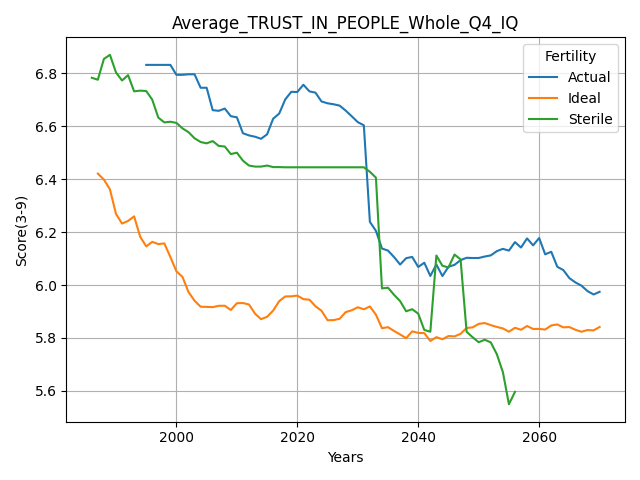 Average_TRUST_IN_PEOPLE_Whole_Q4_IQ
Fertility
Actual
Ideal
Sterile
Score(3-9)
6.8
6.6
6.4
6.2
6.0
5.8
5.6
2000 2020 2040 2060
Years